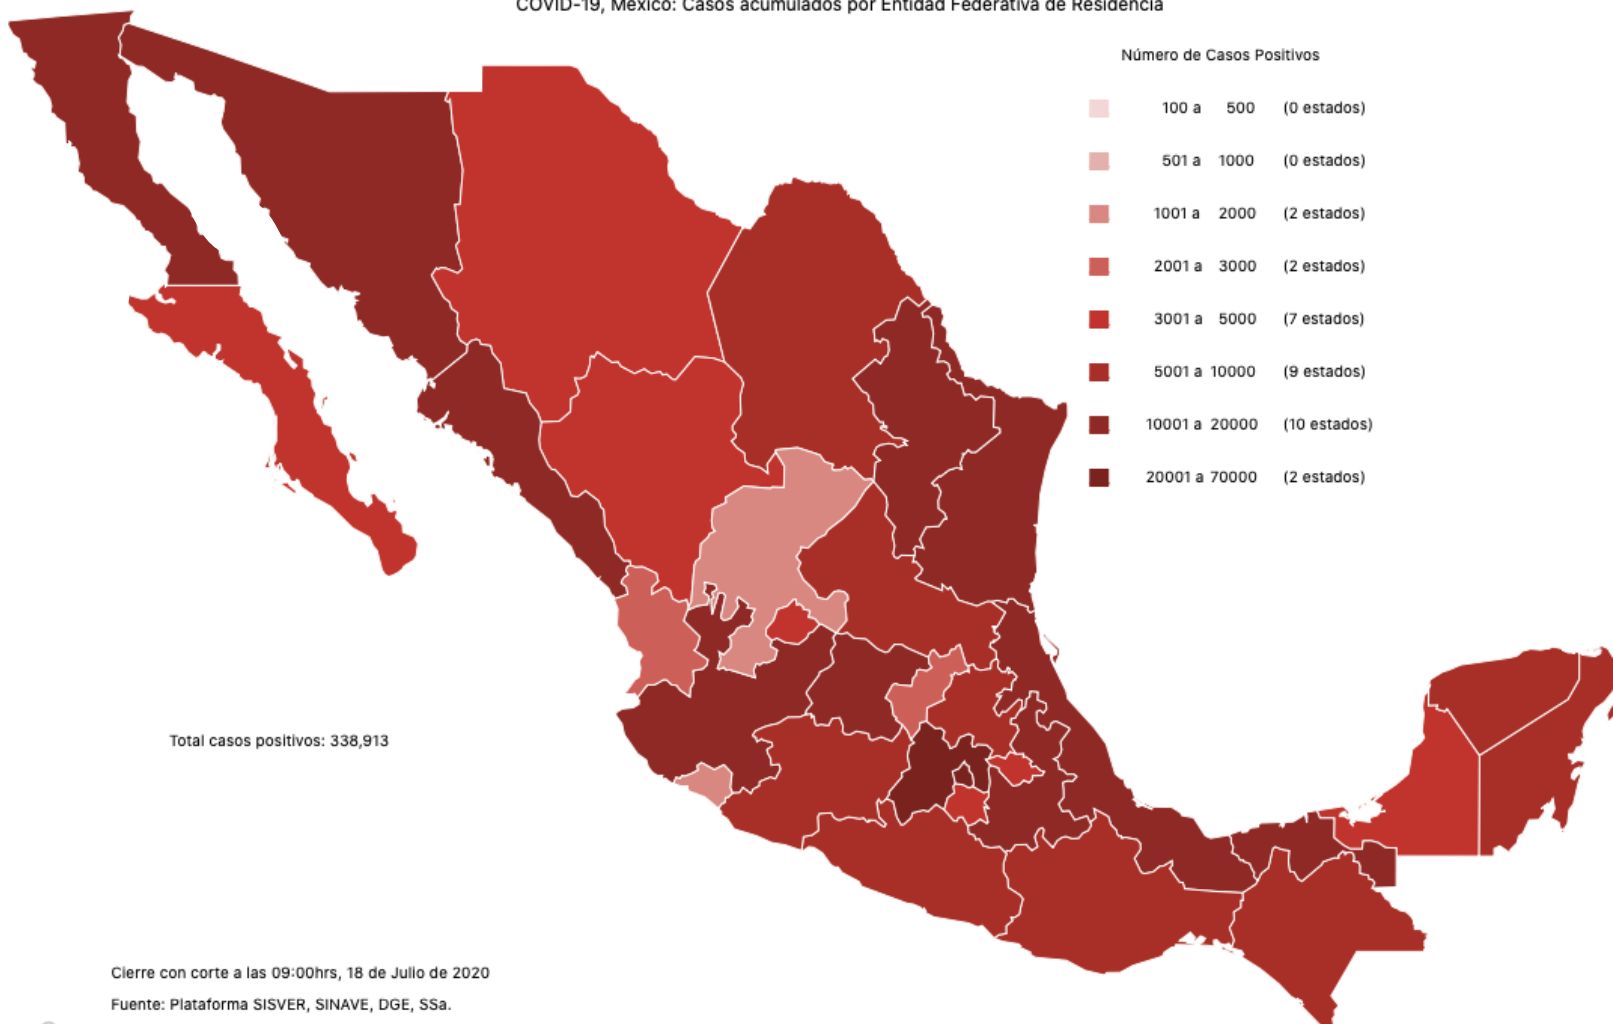 COVID-19, México: Casos acumulados por Entidad Federativa de Residencia
Número de Casos Positivos
100 a 500 (0 estados)
501 a 1000 (0 estados)
1001 a 2000 (2 estados)
2001 a 3000 (2 estados)
3001 a 5000 (7 estados)
5001 a 10000 (9 estados)
10001 a 20000 (10 estados)
20001 a 70000 (2 estados)
Total casos positivos: 338,913
Cierre con corte a las 09:00hrs, 18 de Julio de 2020
Fuente: Plataforma SISVER, SINAVE, DGE, SSa.